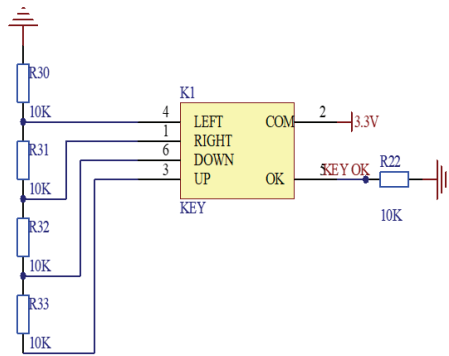 R30
10K
R31
10K
R32
10K
R33
10K
K1
4 LEFT COM 2 3.3V
1 RIGHT
6 DOWN
3 UP OK 5 KEY OK R22
KEY
10K